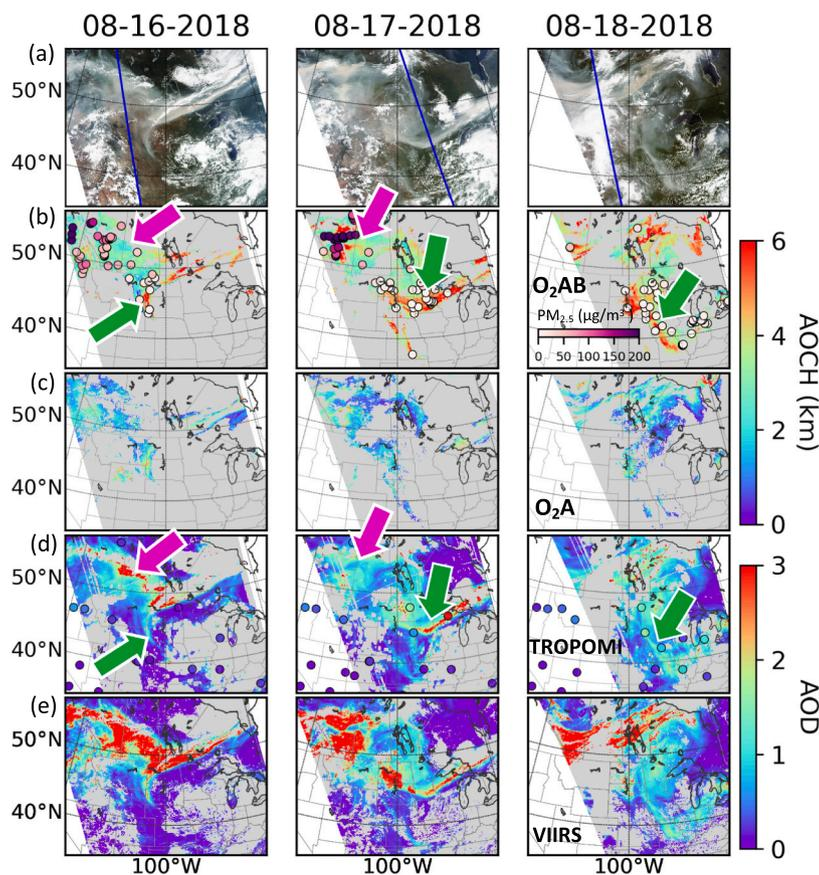 08-16-2018 08-17-2018 08-18-2018
(a)
50°N
40°N
(b)
50°N
40°N
O₂AB
PM₂.₅ (µg/m³)
0 50 100 150 200
6
4
2
0
AOCH (km)
(c)
50°N
40°N
O₂A
(d)
50°N
40°N
TROPOMI
3
2
1
0
AOD
(e)
50°N
40°N
VIIRS
100°W 100°W 100°W